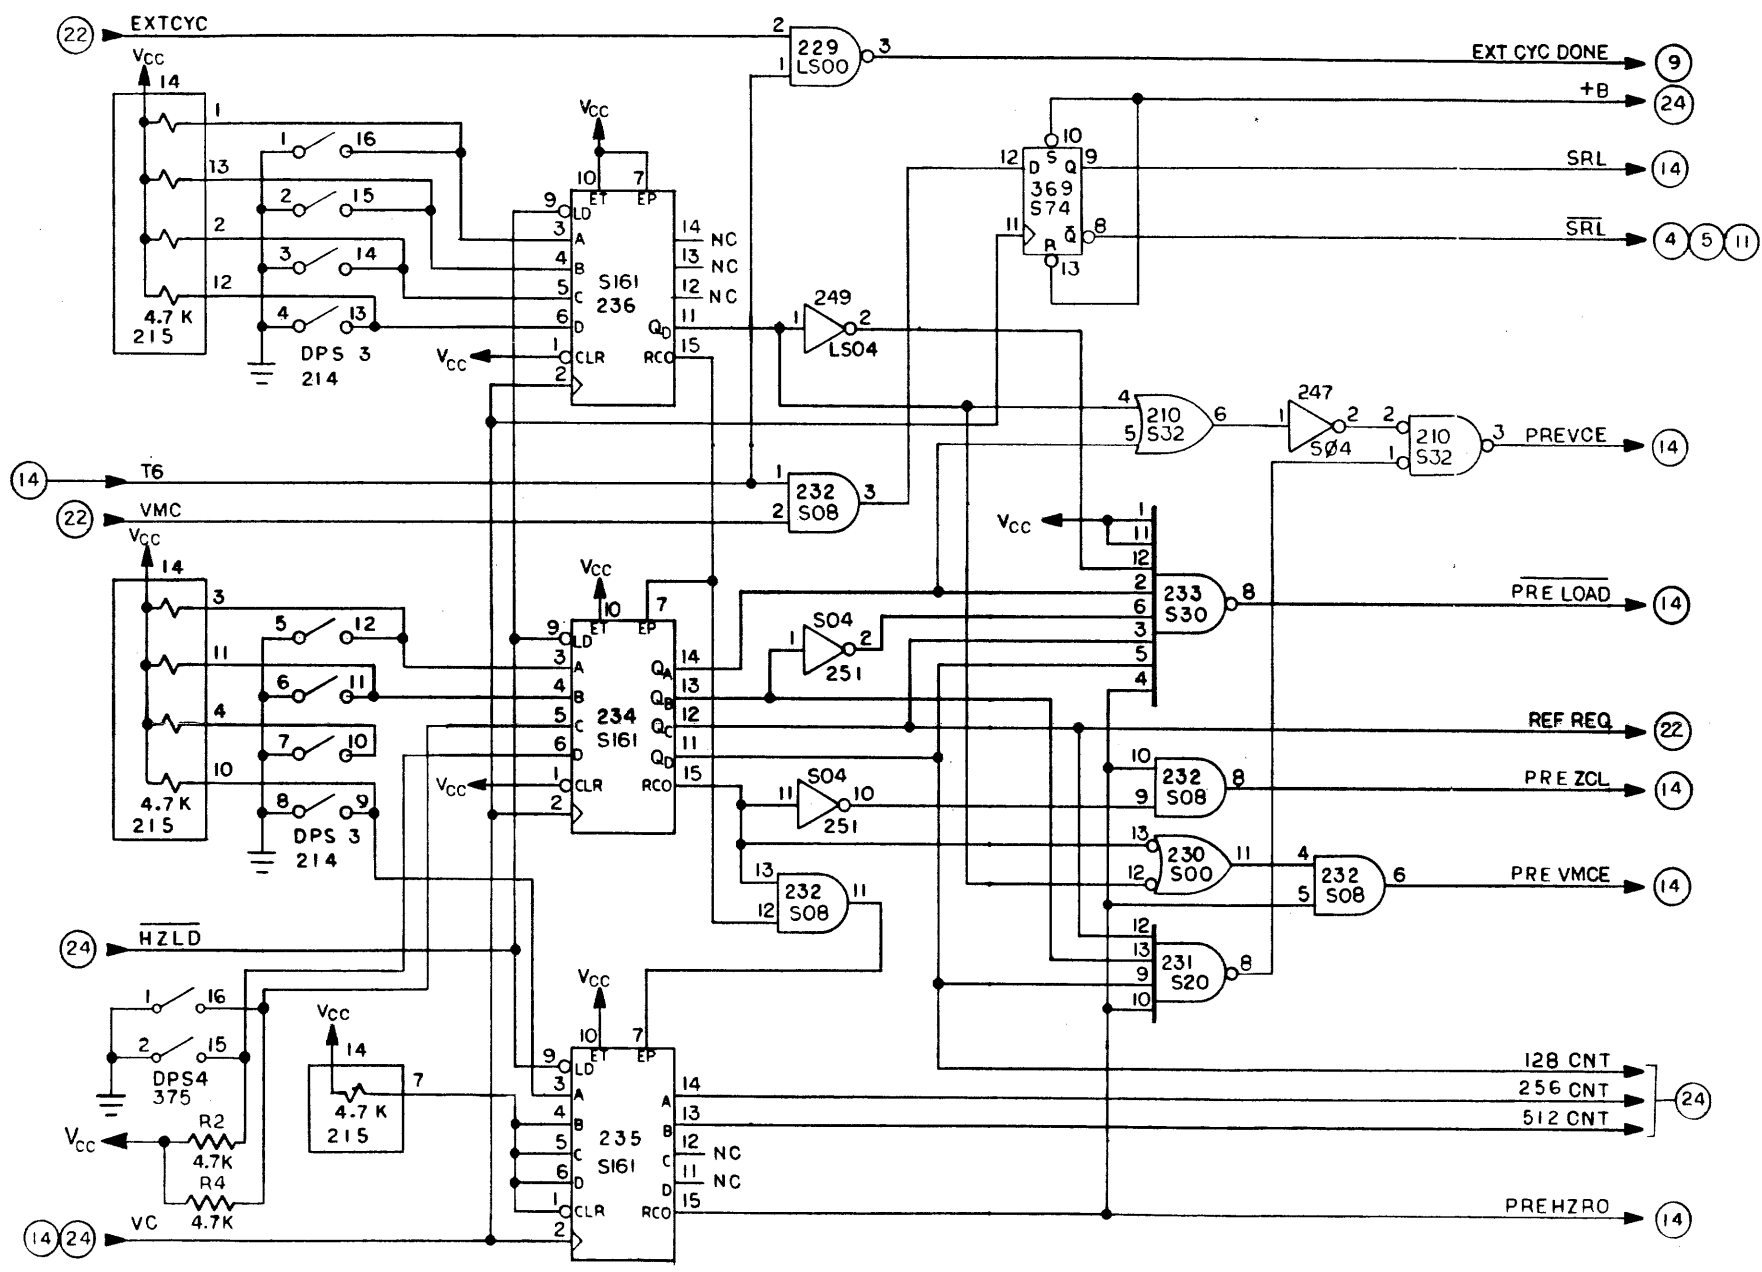 22 EXTCYC 2 229 LS00 3 EXT CYC DONE 9
1
VCC +B 24
14
1
1 16
13
2 15
2
3 14
12
4 13
4.7 K
215
DPS 3
214
VCC
10 7
ET EP
9 LD
3 A
4 B
5 C
6 D
1 CLR
2
VCC
S161
236
14 NC
13 NC
12 NC
QD 11
RCO 15
12 D S Q 9 SRL 14
10
369
S74
11 R Q̅ 8 S̅R̅L̅ 4 5 11
13
249
1 2
LS04
4 210 6
5 S32
247
1 2
SØ4
2 210 3 PREVCE 14
1 S32
14 T6 1 232 3
22 VMC 2 S08
VCC
14
3
5 12
11
6 11
4
7 10
10
8 9
4.7 K
215
DPS 3
214
VCC
10 7
ET EP
9 LD
3 A
4 B
5 C
6 D
1 CLR
2
VCC
234
S161
QA 14
QB 13
QC 12
QD 11
RCO 15
S04
1 2
251
VCC
1
11
12
2
6
3
5
4
233
S30
8 P̅R̅E̅ ̅L̅O̅A̅D̅ 14
REF REQ 22
S04
11 10
251
10 232 8 PRE ZCL 14
9 S08
13 230 11
12 S00
4 232 6 PRE VMCE 14
5 S08
13 232 11
12 S08
12
13
9
10
231
S20
8
24 H̅Z̅L̅D̅
1 16
2 15
DPS4
375
VCC
R2
4.7K
R4
4.7K
VCC
14
7
4.7 K
215
VCC
10 7
ET EP
9 LD
3 A
4 B
5 C
6 D
1 CLR
2
235
S161
A 14
B 13
C 12 NC
D 11 NC
RCO 15
128 CNT
256 CNT
512 CNT
24
PREHZRO 14
14 24 VC